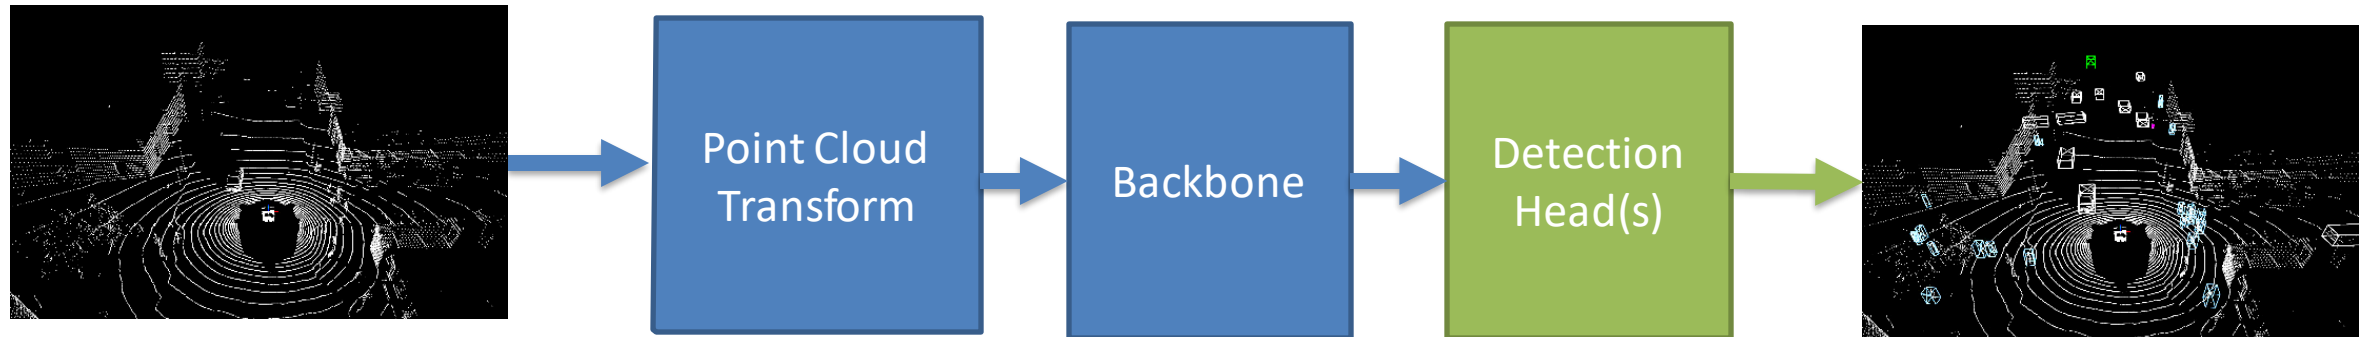 Point Cloud
Transform
Backbone
Detection
Head(s)